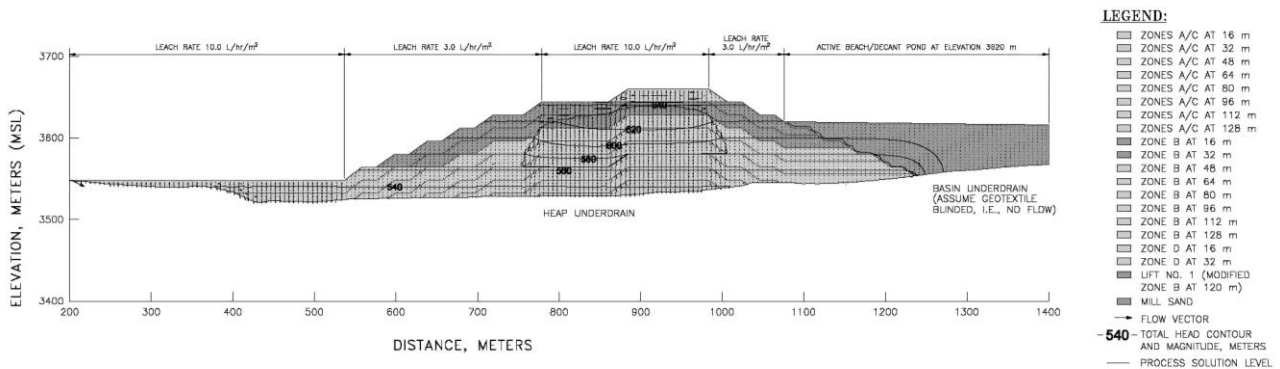 LEACH RATE 10.0 L/hr/m²
LEACH RATE 3.0 L/hr/m²
LEACH RATE 10.0 L/hr/m²
LEACH RATE
3.0 L/hr/m²
ACTIVE BEACH/DECANT POND AT ELEVATION 3620 m
ELEVATION, METERS (MSL)
3700
3600
3500
3400
640
620
600
580
560
540
HEAP UNDERDRAIN
BASIN UNDERDRAIN
(ASSUME GEOTEXTILE
BLINDED, I.E., NO FLOW)
200
300
400
500
600
700
800
900
1000
1100
1200
1300
1400
DISTANCE, METERS
LEGEND:
ZONES A/C AT 16 m
ZONES A/C AT 32 m
ZONES A/C AT 48 m
ZONES A/C AT 64 m
ZONES A/C AT 80 m
ZONES A/C AT 96 m
ZONES A/C AT 112 m
ZONES A/C AT 128 m
ZONE B AT 16 m
ZONE B AT 32 m
ZONE B AT 48 m
ZONE B AT 64 m
ZONE B AT 80 m
ZONE B AT 96 m
ZONE B AT 112 m
ZONE B AT 128 m
ZONE D AT 16 m
ZONE D AT 32 m
LIFT NO. 1 (MODIFIED
ZONE B AT 120 m)
MILL SAND
FLOW VECTOR
-540- TOTAL HEAD CONTOUR
AND MAGNITUDE, METERS
PROCESS SOLUTION LEVEL